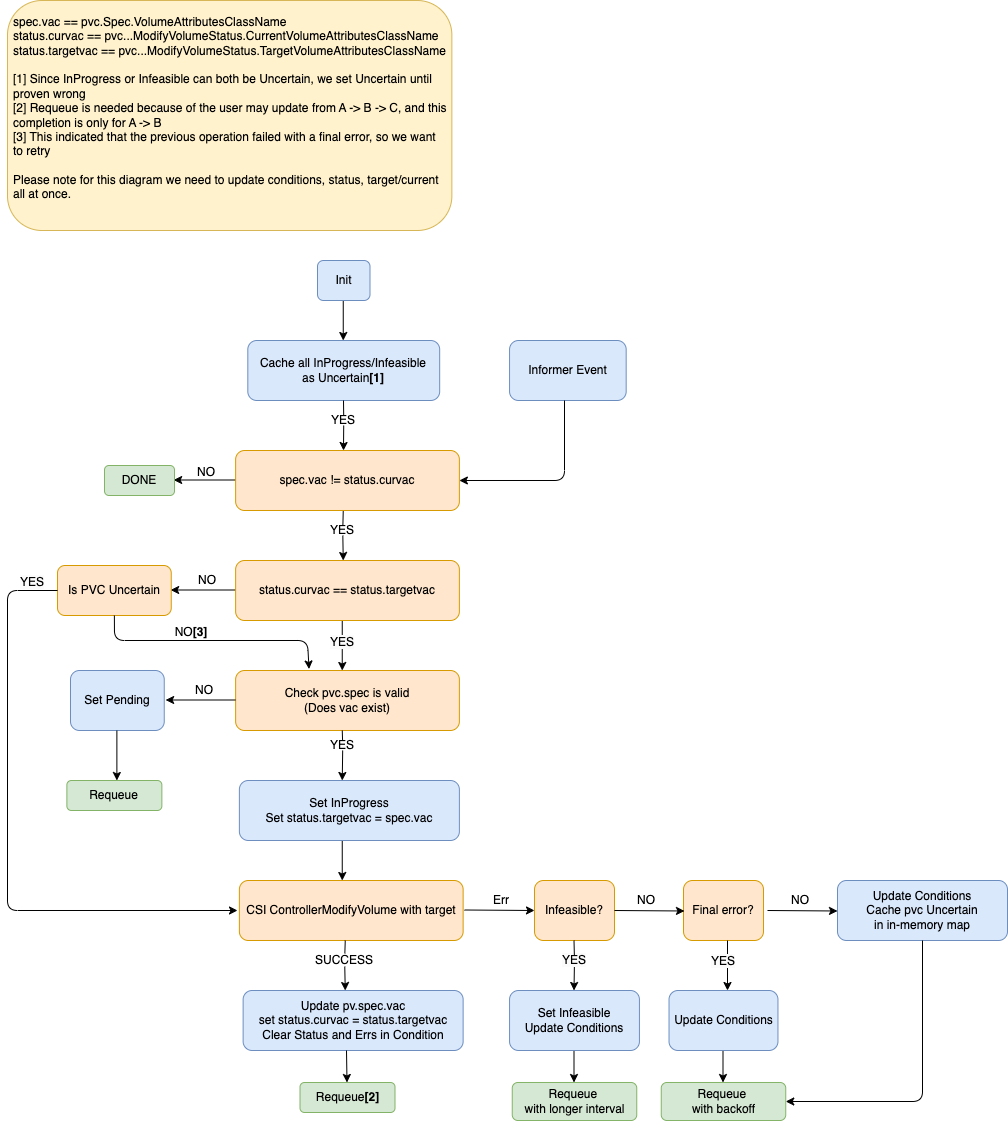 spec.vac == pvc.Spec.VolumeAttributesClassName
status.curvac == pvc...ModifyVolumeStatus.CurrentVolumeAttributesClassName
status.targetvac == pvc...ModifyVolumeStatus.TargetVolumeAttributesClassName
[1] Since InProgress or Infeasible can both be Uncertain, we set Uncertain until
proven wrong
[2] Requeue is needed because of the user may update from A -> B -> C, and this
completion is only for A -> B
[3] This indicated that the previous operation failed with a final error, so we want
to retry
Please note for this diagram we need to update conditions, status, target/current
all at once.
Init
Cache all InProgress/Infeasible
as Uncertain[1]
Informer Event
YES
DONE
NO
spec.vac != status.curvac
YES
YES
Is PVC Uncertain
NO
status.curvac == status.targetvac
NO[3]
YES
Set Pending
NO
Check pvc.spec is valid
(Does vac exist)
YES
Requeue
Set InProgress
Set status.targetvac = spec.vac
CSI ControllerModifyVolume with target
Err
Infeasible?
NO
Final error?
NO
Update Conditions
Cache pvc Uncertain
in in-memory map
SUCCESS
YES
YES
Update pv.spec.vac
set status.curvac = status.targetvac
Clear Status and Errs in Condition
Set Infeasible
Update Conditions
Update Conditions
Requeue[2]
Requeue
with longer interval
Requeue
with backoff